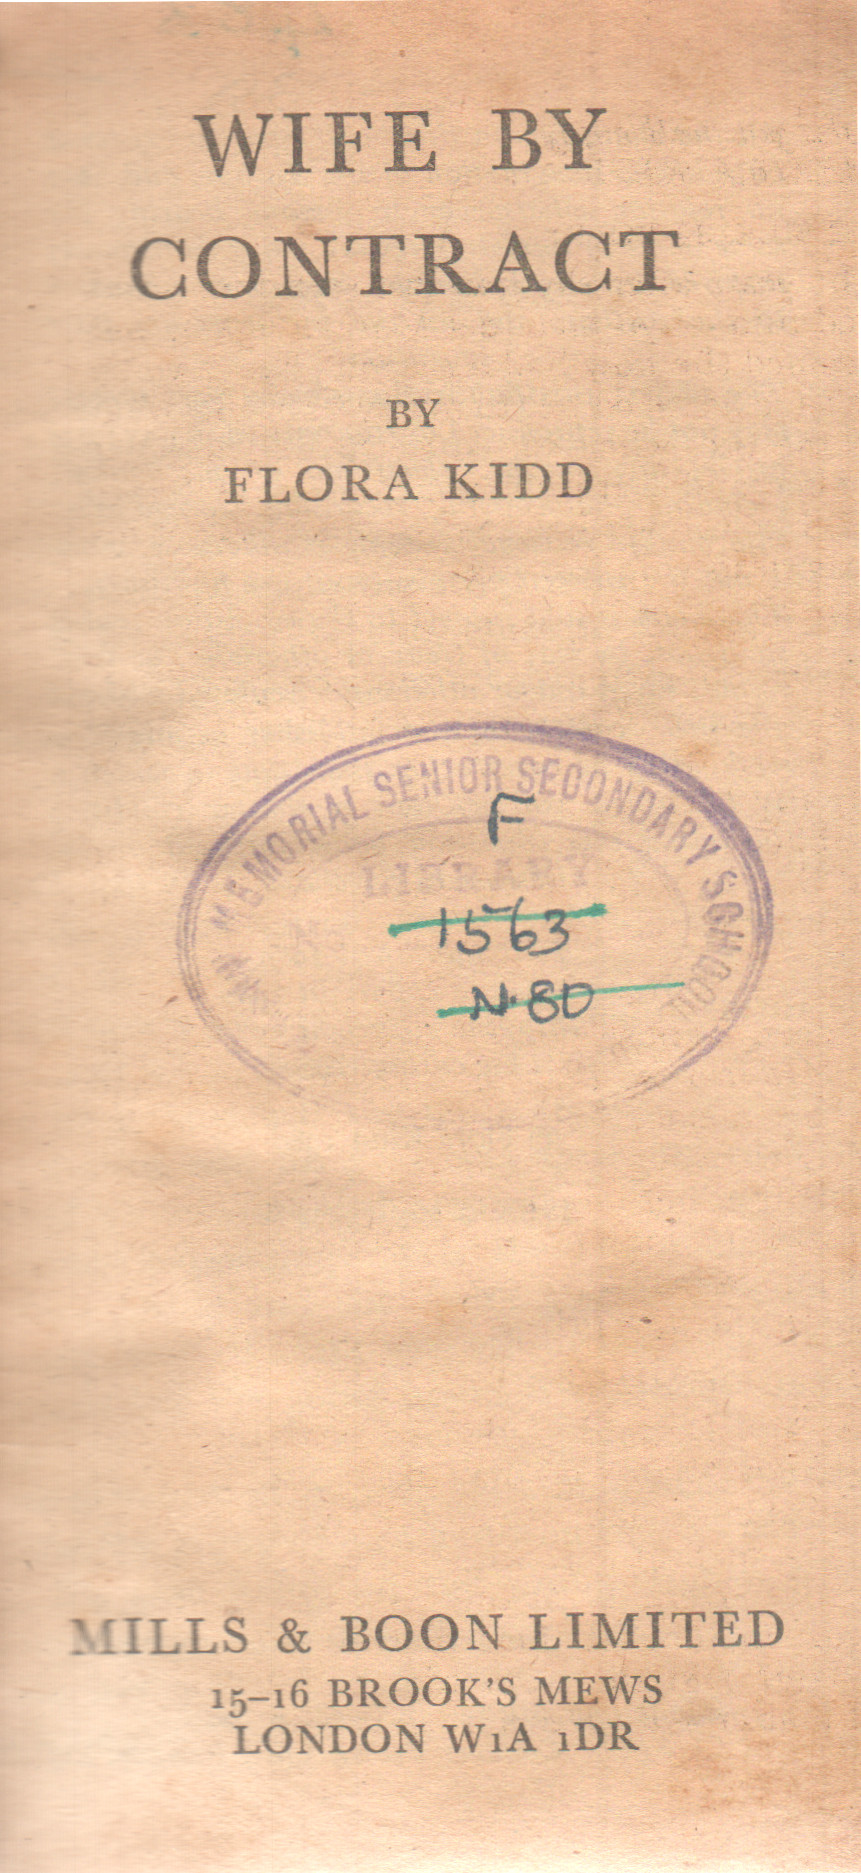 WIFE BY
CONTRACT
BY
FLORA KIDD
MEMORIAL SENIOR SECONDARY SCHOOL
F
LIBRARY
1563
N.80
MILLS & BOON LIMITED
15–16 BROOK'S MEWS
LONDON W1A 1DR